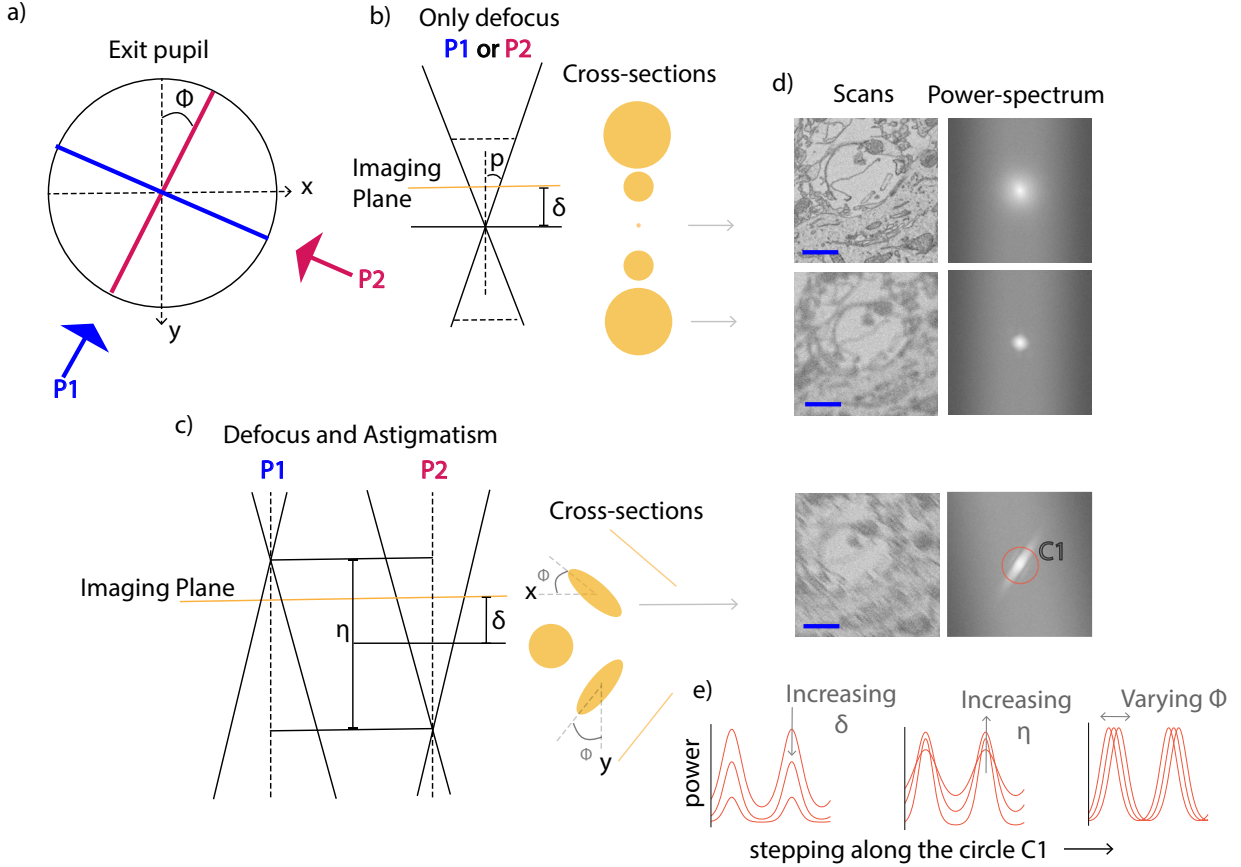 a)
Exit pupil
Φ
x
y
P1
P2
b)
Only defocus
P1 or P2
Cross-sections
p
Imaging
Plane
δ
d)
Scans
Power-spectrum
c)
Defocus and Astigmatism
P1
P2
Cross-sections
Imaging Plane
η
δ
Φ
x
Φ
y
C1
e)
Increasing
δ
Increasing
η
Varying Φ
power
stepping along the circle C1